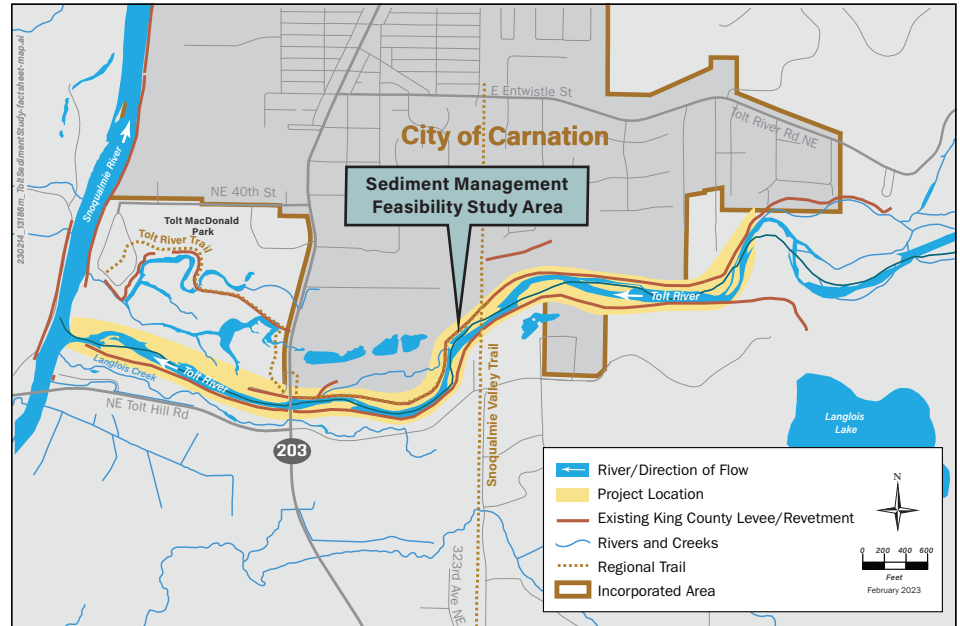 230214_13186m_ToltSedimentStudy-factsheet-map.ai
E Entwistle St
Tolt River Rd NE
City of Carnation
Snoqualmie River
NE 40th St
Sediment Management
Feasibility Study Area
Tolt MacDonald
Park
Tolt River Trail
Tolt River
Langlois Creek
Tolt River
NE Tolt Hill Rd
203
Snoqualmie Valley Trail
323rd Ave NE
Langlois
Lake
River/Direction of Flow
Project Location
Existing King County Levee/Revetment
Rivers and Creeks
Regional Trail
Incorporated Area
N
0 200 400 600
Feet
February 2023